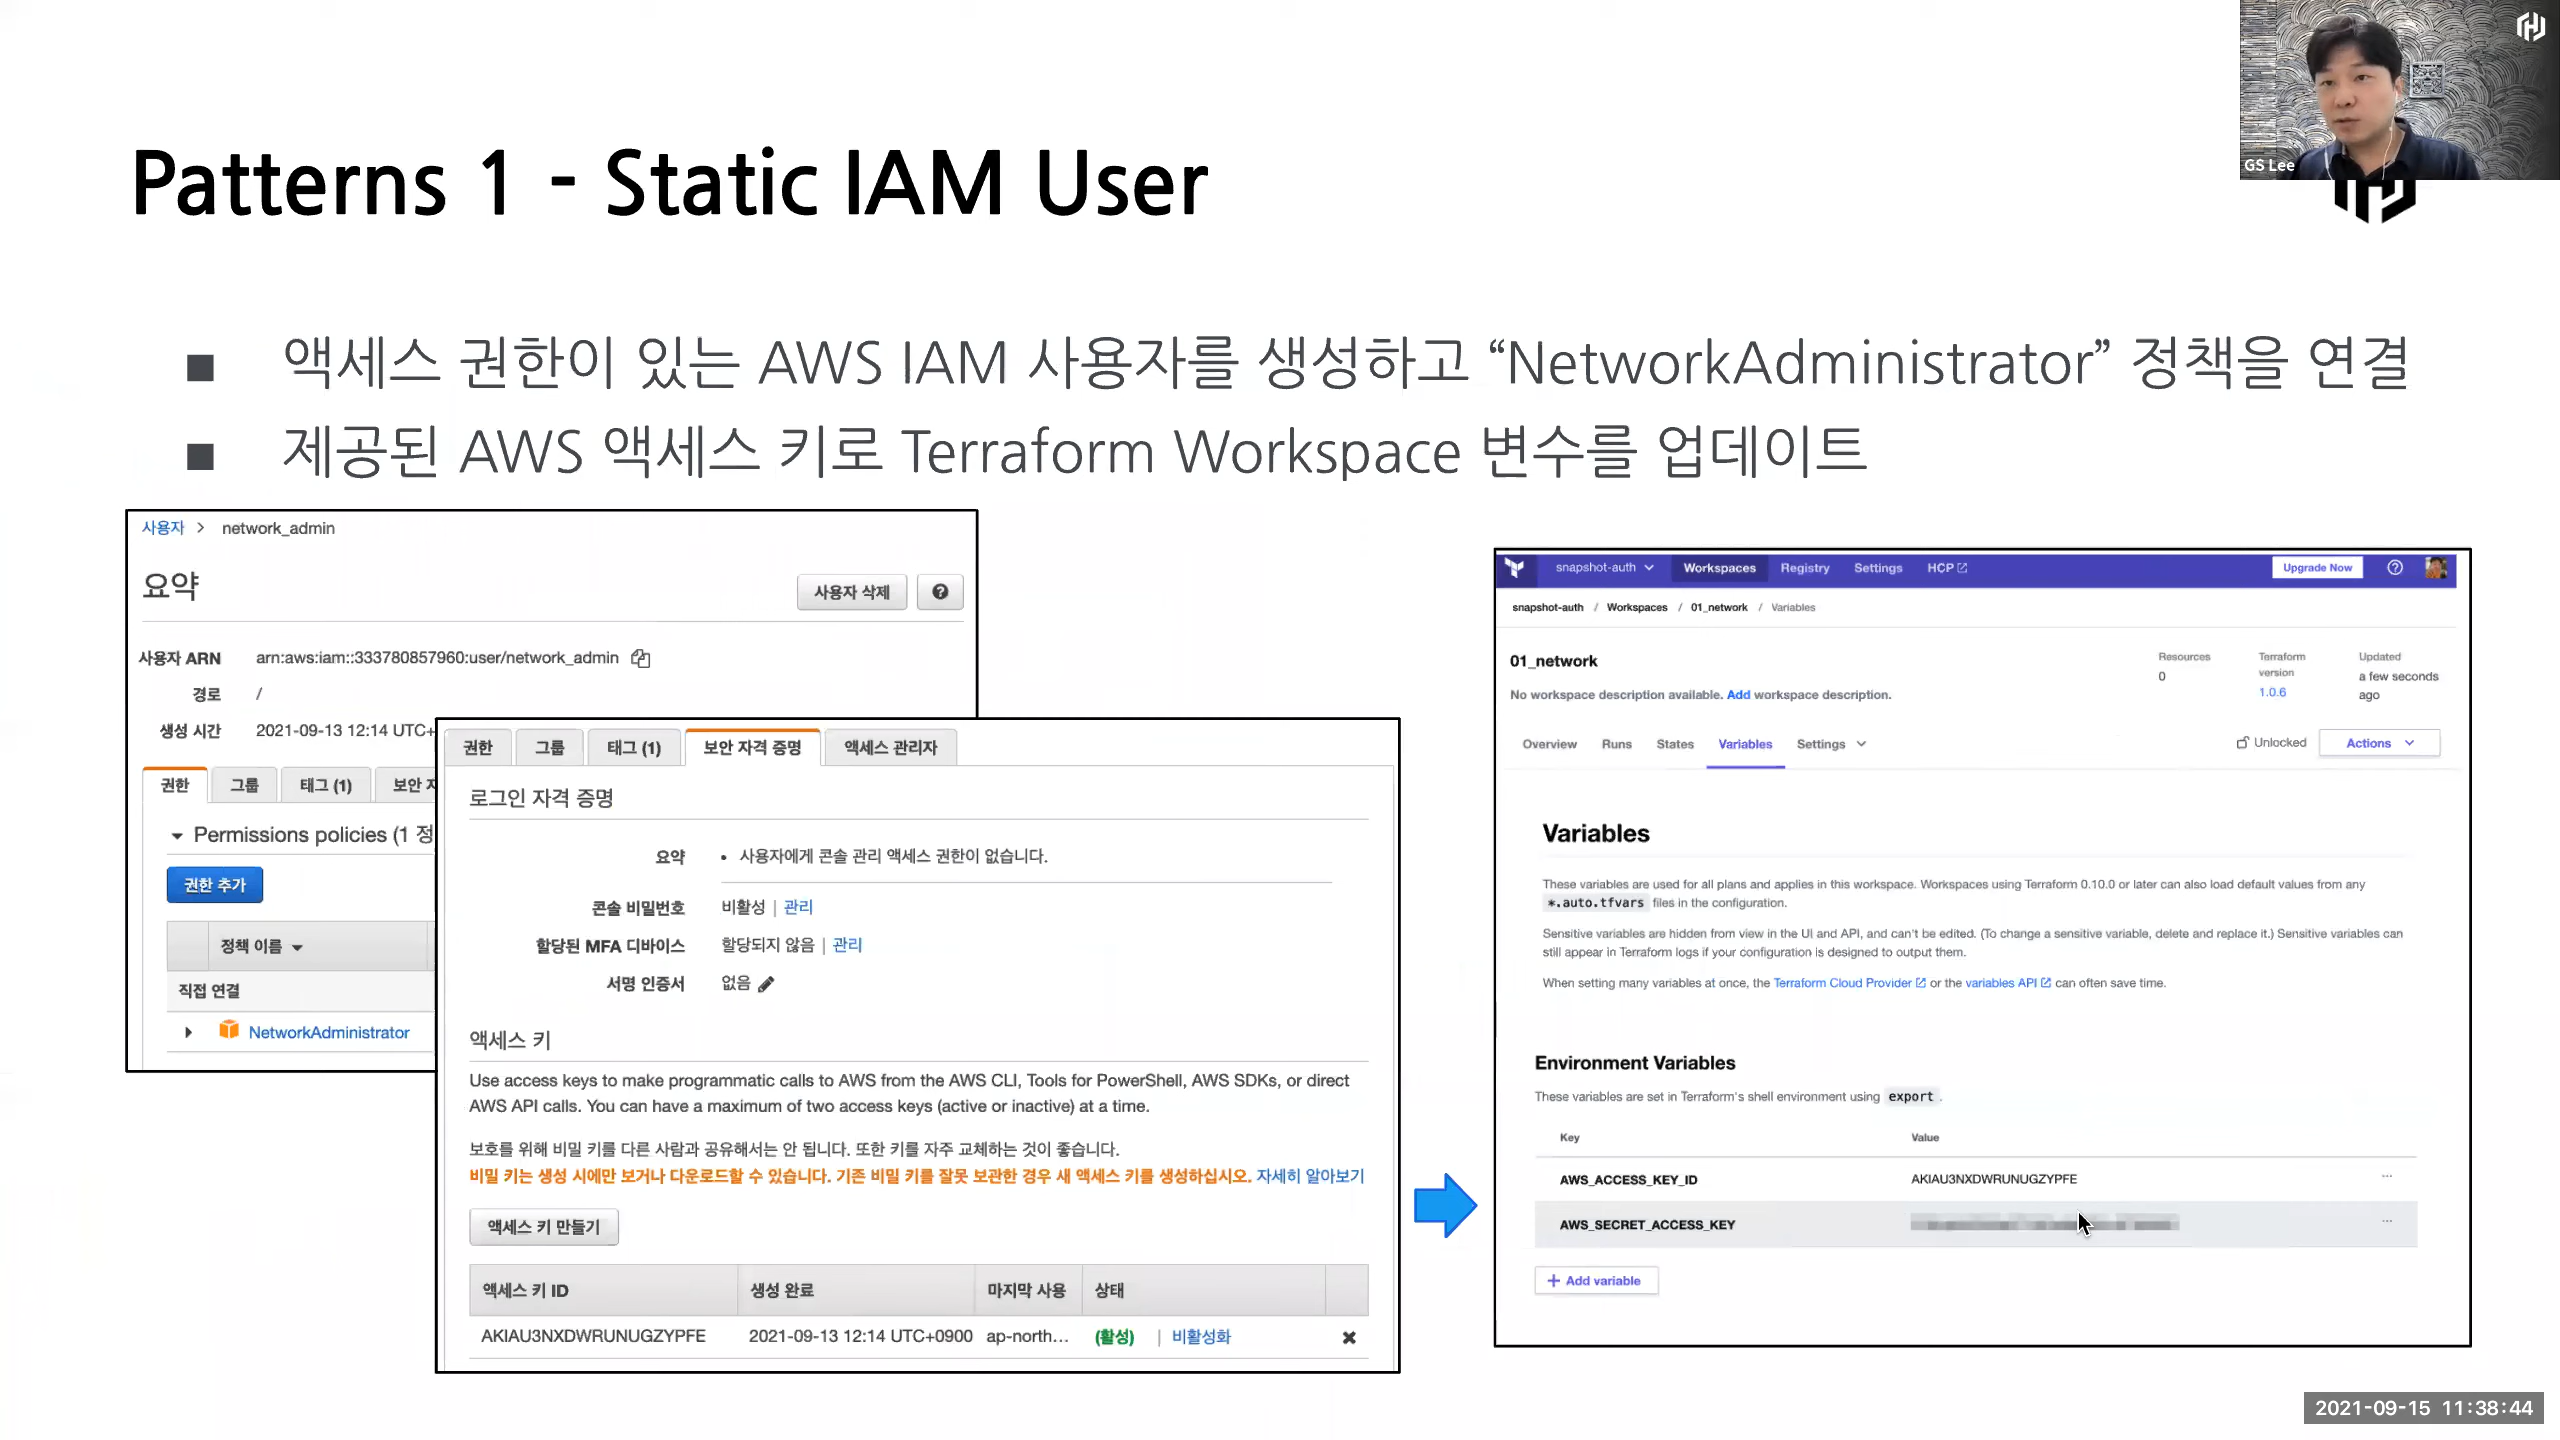 GS Lee
Patterns 1 - Static IAM User
■ 액세스 권한이 있는 AWS IAM 사용자를 생성하고 “NetworkAdministrator” 정책을 연결
■ 제공된 AWS 액세스 키로 Terraform Workspace 변수를 업데이트
사용자 > network_admin
요약
사용자 삭제
사용자 ARN arn:aws:iam::333780857960:user/network_admin
경로 /
생성 시간 2021-09-13 12:14 UTC+
권한 그룹 태그 (1) 보안
Permissions policies (1 정
권한 추가
정책 이름
직접 연결
NetworkAdministrator
권한 그룹 태그 (1) 보안 자격 증명 액세스 관리자
로그인 자격 증명
요약 • 사용자에게 콘솔 관리 액세스 권한이 없습니다.
콘솔 비밀번호 비활성 | 관리
할당된 MFA 디바이스 할당되지 않음 | 관리
서명 인증서 없음
액세스 키
Use access keys to make programmatic calls to AWS from the AWS CLI, Tools for PowerShell, AWS SDKs, or direct
AWS API calls. You can have a maximum of two access keys (active or inactive) at a time.
보호를 위해 비밀 키를 다른 사람과 공유해서는 안 됩니다. 또한 키를 자주 교체하는 것이 좋습니다.
비밀 키는 생성 시에만 보거나 다운로드할 수 있습니다. 기존 비밀 키를 잘못 보관한 경우 새 액세스 키를 생성하십시오. 자세히 알아보기
액세스 키 만들기
액세스 키 ID 생성 완료 마지막 사용 상태
AKIAU3NXDWRUNUGZYPFE 2021-09-13 12:14 UTC+0900 ap-north... (활성) | 비활성화
snapshot-auth Workspaces Registry Settings HCP Upgrade Now
snapshot-auth / Workspaces / 01_network / Variables
01_network
No workspace description available. Add workspace description.
Resources
0
Terraform
version
1.0.6
Updated
a few seconds
ago
Overview Runs States Variables Settings Unlocked Actions
Variables
These variables are used for all plans and applies in this workspace. Workspaces using Terraform 0.10.0 or later can also load default values from any
*.auto.tfvars files in the configuration.
Sensitive variables are hidden from view in the UI and API, and can't be edited. (To change a sensitive variable, delete and replace it.) Sensitive variables can
still appear in Terraform logs if your configuration is designed to output them.
When setting many variables at once, the Terraform Cloud Provider or the variables API can often save time.
Environment Variables
These variables are set in Terraform's shell environment using export .
Key Value
AWS_ACCESS_KEY_ID AKIAU3NXDWRUNUGZYPFE ...
AWS_SECRET_ACCESS_KEY ...
+ Add variable
2021-09-15 11:38:44